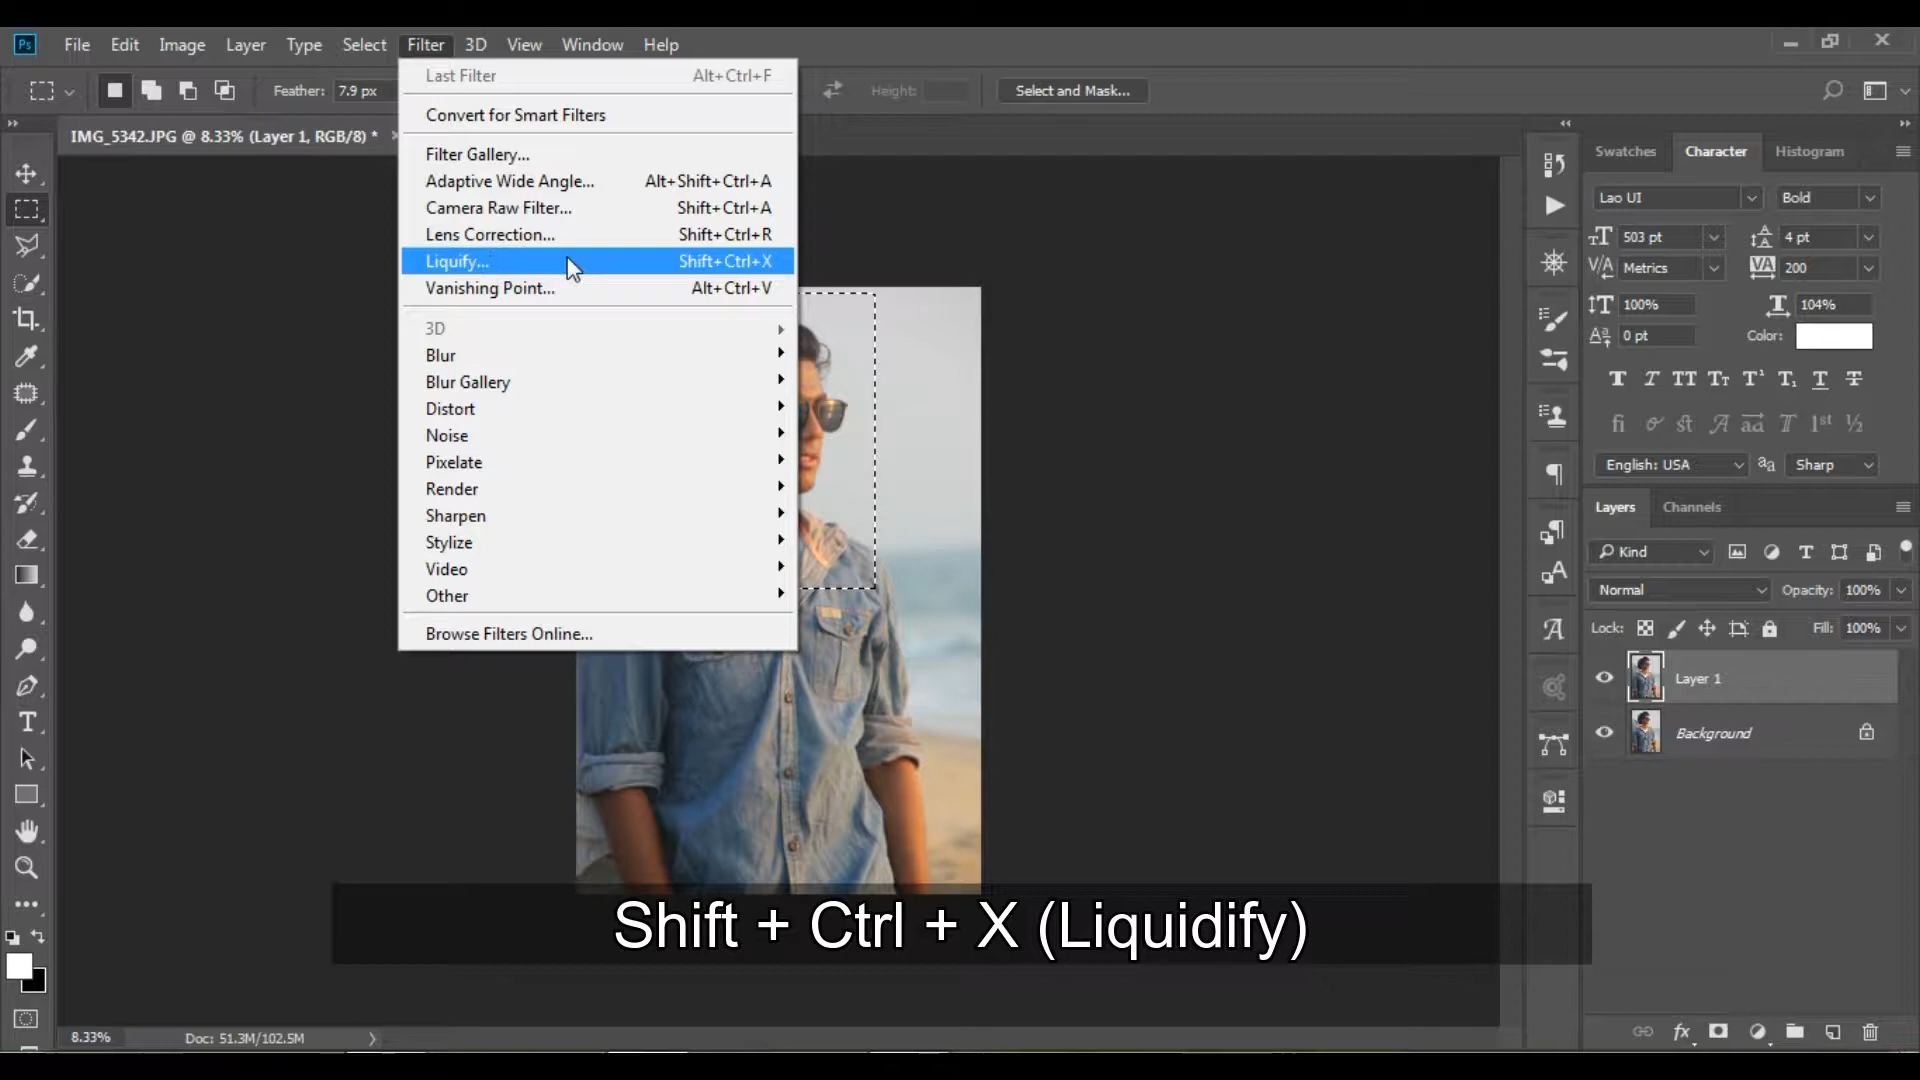 Ps File Edit Image Layer Type Select Filter 3D View Window Help
Feather: 7.9 px Height: Select and Mask...
IMG_5342.JPG @ 8.33% (Layer 1, RGB/8) *
Last Filter Alt+Ctrl+F
Convert for Smart Filters
Filter Gallery...
Adaptive Wide Angle... Alt+Shift+Ctrl+A
Camera Raw Filter... Shift+Ctrl+A
Lens Correction... Shift+Ctrl+R
Liquify... Shift+Ctrl+X
Vanishing Point... Alt+Ctrl+V
3D
Blur
Blur Gallery
Distort
Noise
Pixelate
Render
Sharpen
Stylize
Video
Other
Browse Filters Online...
Swatches Character Histogram
Lao UI Bold
503 pt 4 pt
Metrics 200
100% 104%
0 pt Color:
English: USA aa Sharp
Layers Channels
Kind
Normal Opacity: 100%
Lock: Fill: 100%
Layer 1
Background
Shift + Ctrl + X (Liquidify)
8.33% Doc: 51.3M/102.5M